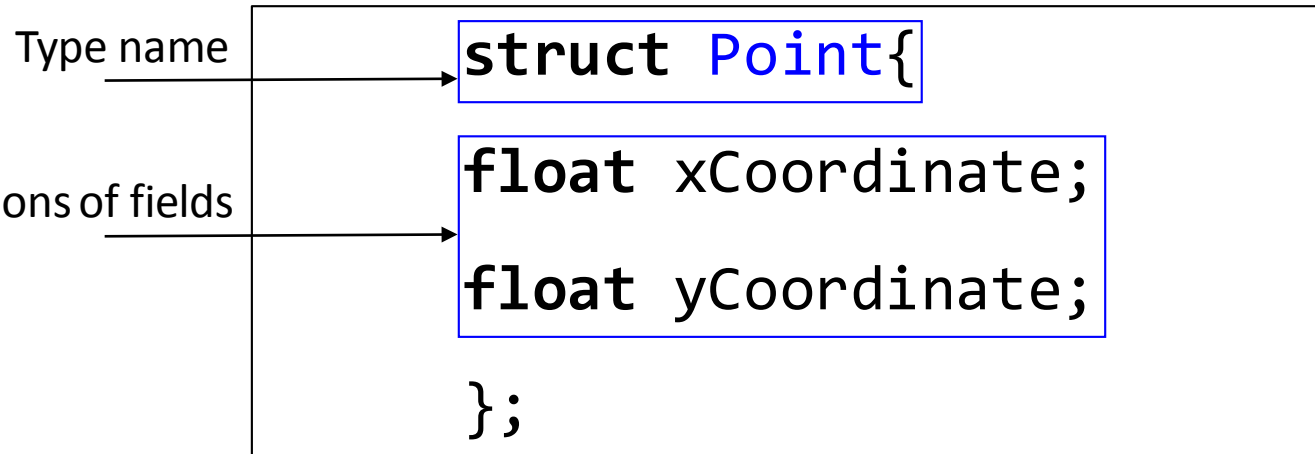 Type name
struct Point{
float xCoordinate;
ons of fields
float yCoordinate;
};